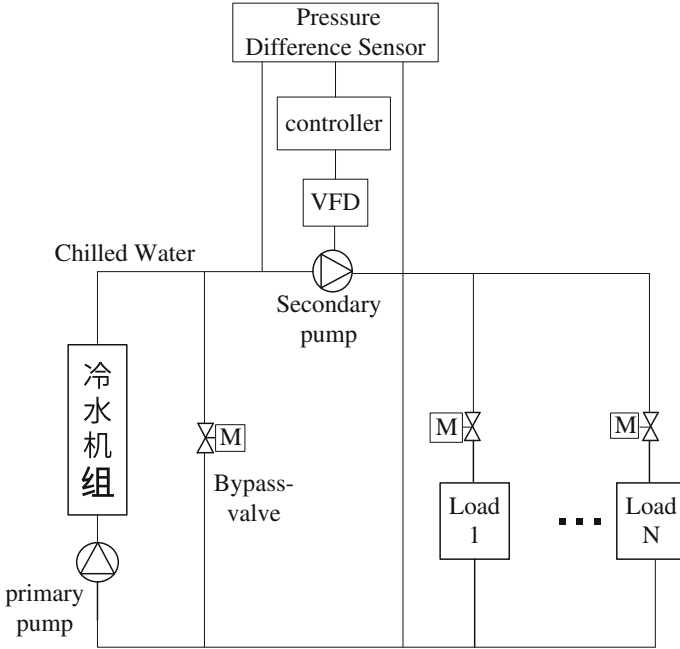 Pressure
Difference Sensor
controller
VFD
Chilled Water
Secondary
pump
冷
水
机
组
M
Bypass-
valve
M
M
Load
1
Load
N
primary
pump